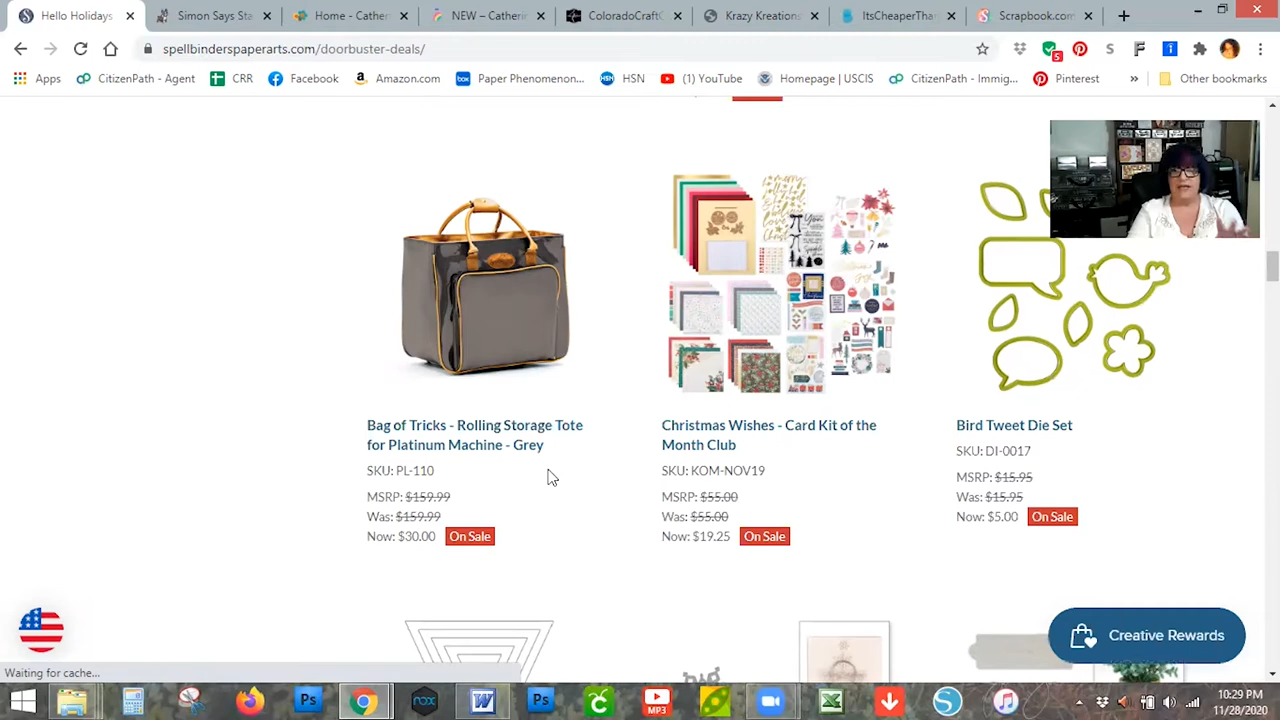 Hello Holidays
Simon Says Sta
Home - Cather
NEW – Catherin
ColoradoCraftC
Krazy Kreations
ItsCheaperThar
Scrapbook.com:
spellbinderspaperarts.com/doorbuster-deals/
Apps
CitizenPath - Agent
CRR
Facebook
Amazon.com
Paper Phenomenon...
HSN
(1) YouTube
Homepage | USCIS
CitizenPath - Immig...
Pinterest
Other bookmarks
Bag of Tricks - Rolling Storage Tote
for Platinum Machine - Grey
SKU: PL-110
MSRP: $159.99
Was: $159.99
Now: $30.00 On Sale
Christmas Wishes - Card Kit of the
Month Club
SKU: KOM-NOV19
MSRP: $55.00
Was: $55.00
Now: $19.25 On Sale
Bird Tweet Die Set
SKU: DI-0017
MSRP: $15.95
Was: $15.95
Now: $5.00 On Sale
Creative Rewards
Waiting for cache...
10:29 PM
11/28/2020